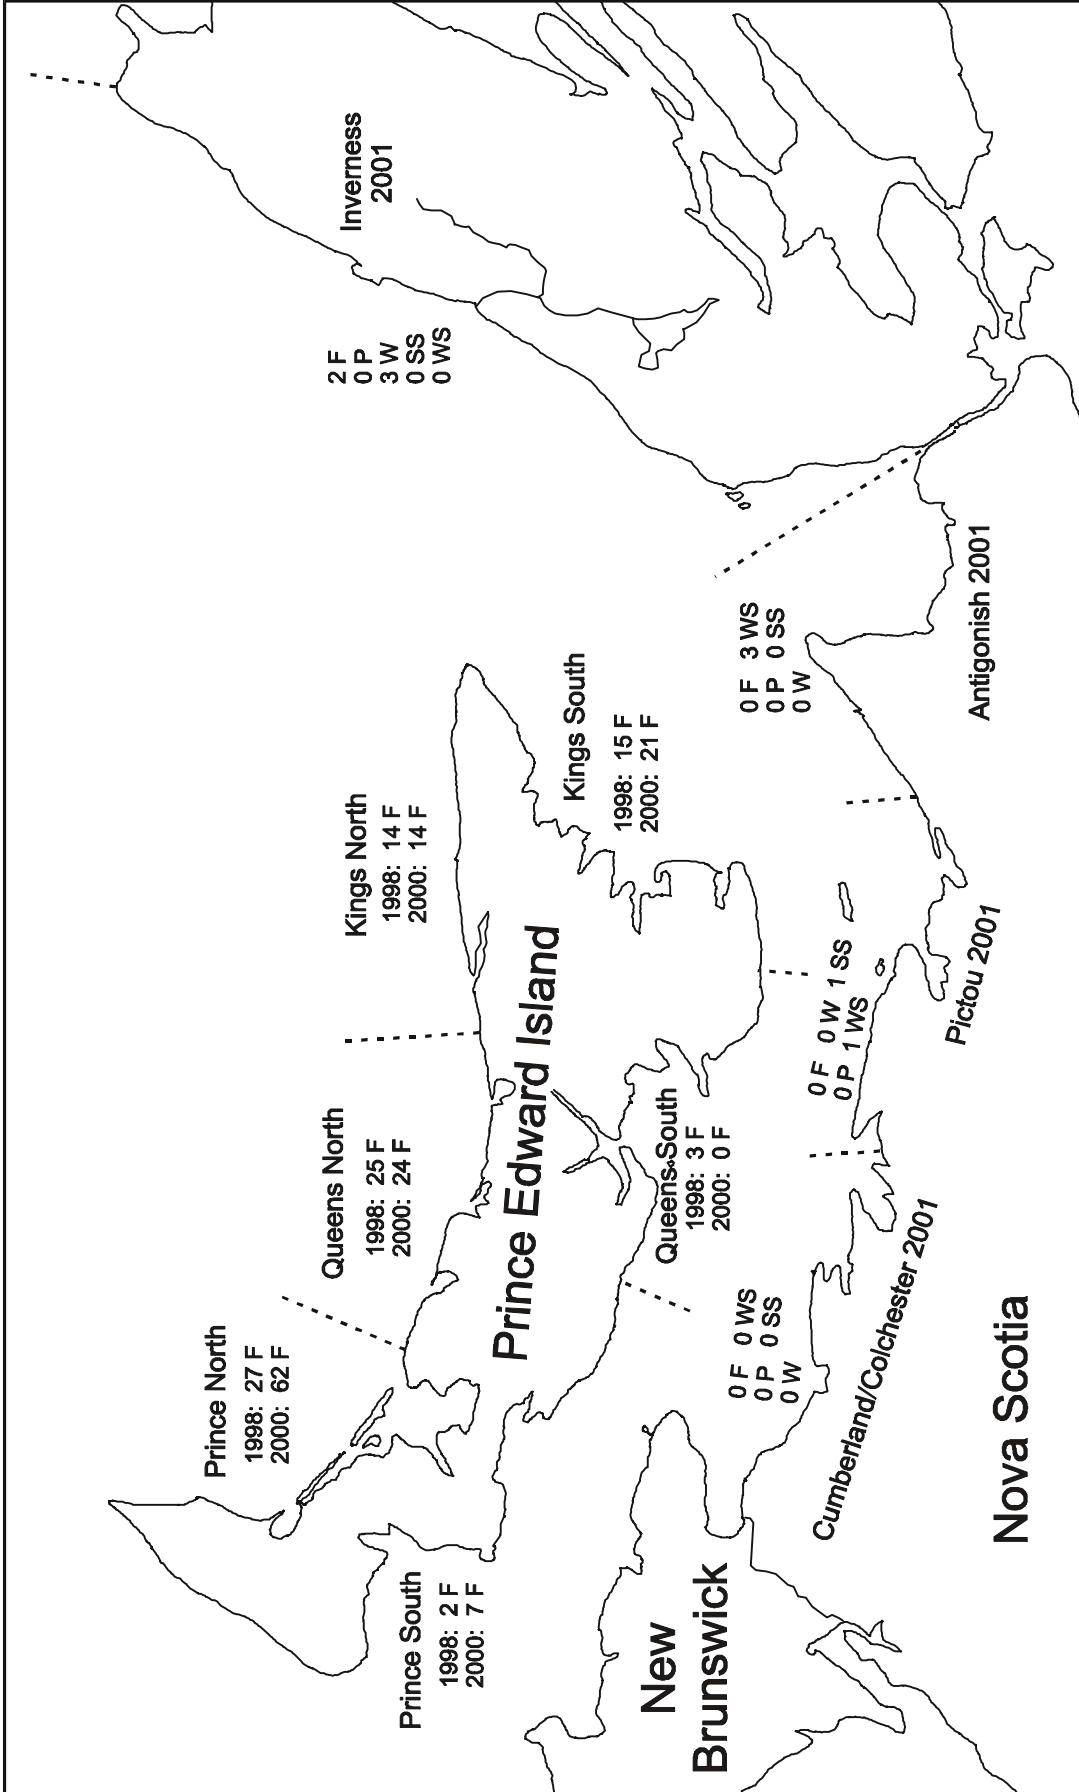 Prince North
1998: 27 F
2000: 62 F
Queens North
1998: 25 F
2000: 24 F
Kings North
1998: 14 F
2000: 14 F
Inverness
2001
2 F
0 P
3 W
0 SS
0 WS
Prince South
1998: 2 F
2000: 7 F
Prince Edward Island
Kings South
1998: 15 F
2000: 21 F
Queens South
1998: 3 F
2000: 0 F
New
Brunswick
0 F 0 WS
0 P 0 SS
0 W
0 F 0 W 1 SS
0 P 1 WS
0 F 3 WS
0 P 0 SS
0 W
Cumberland/Colchester 2001
Pictou 2001
Antigonish 2001
Nova Scotia